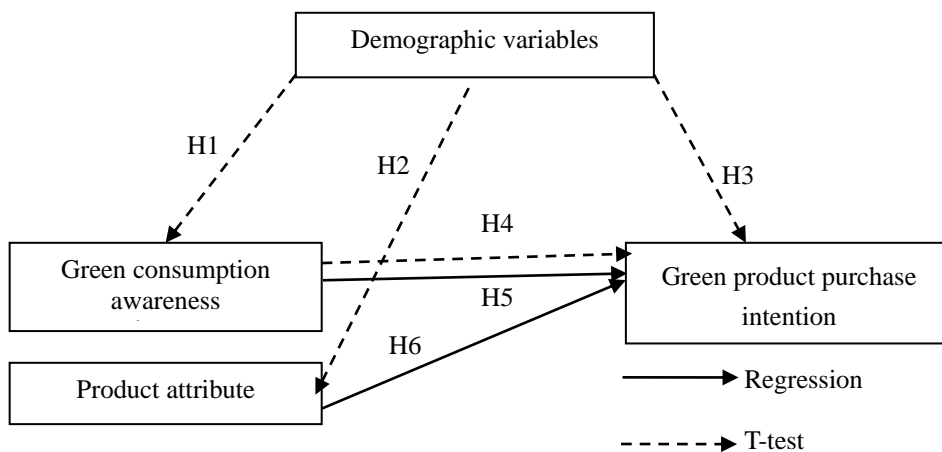 Demographic variables
H1
H2
H3
H4
Green consumption
awareness
H5
Green product purchase
intention
H6
Product attribute
Regression
T-test